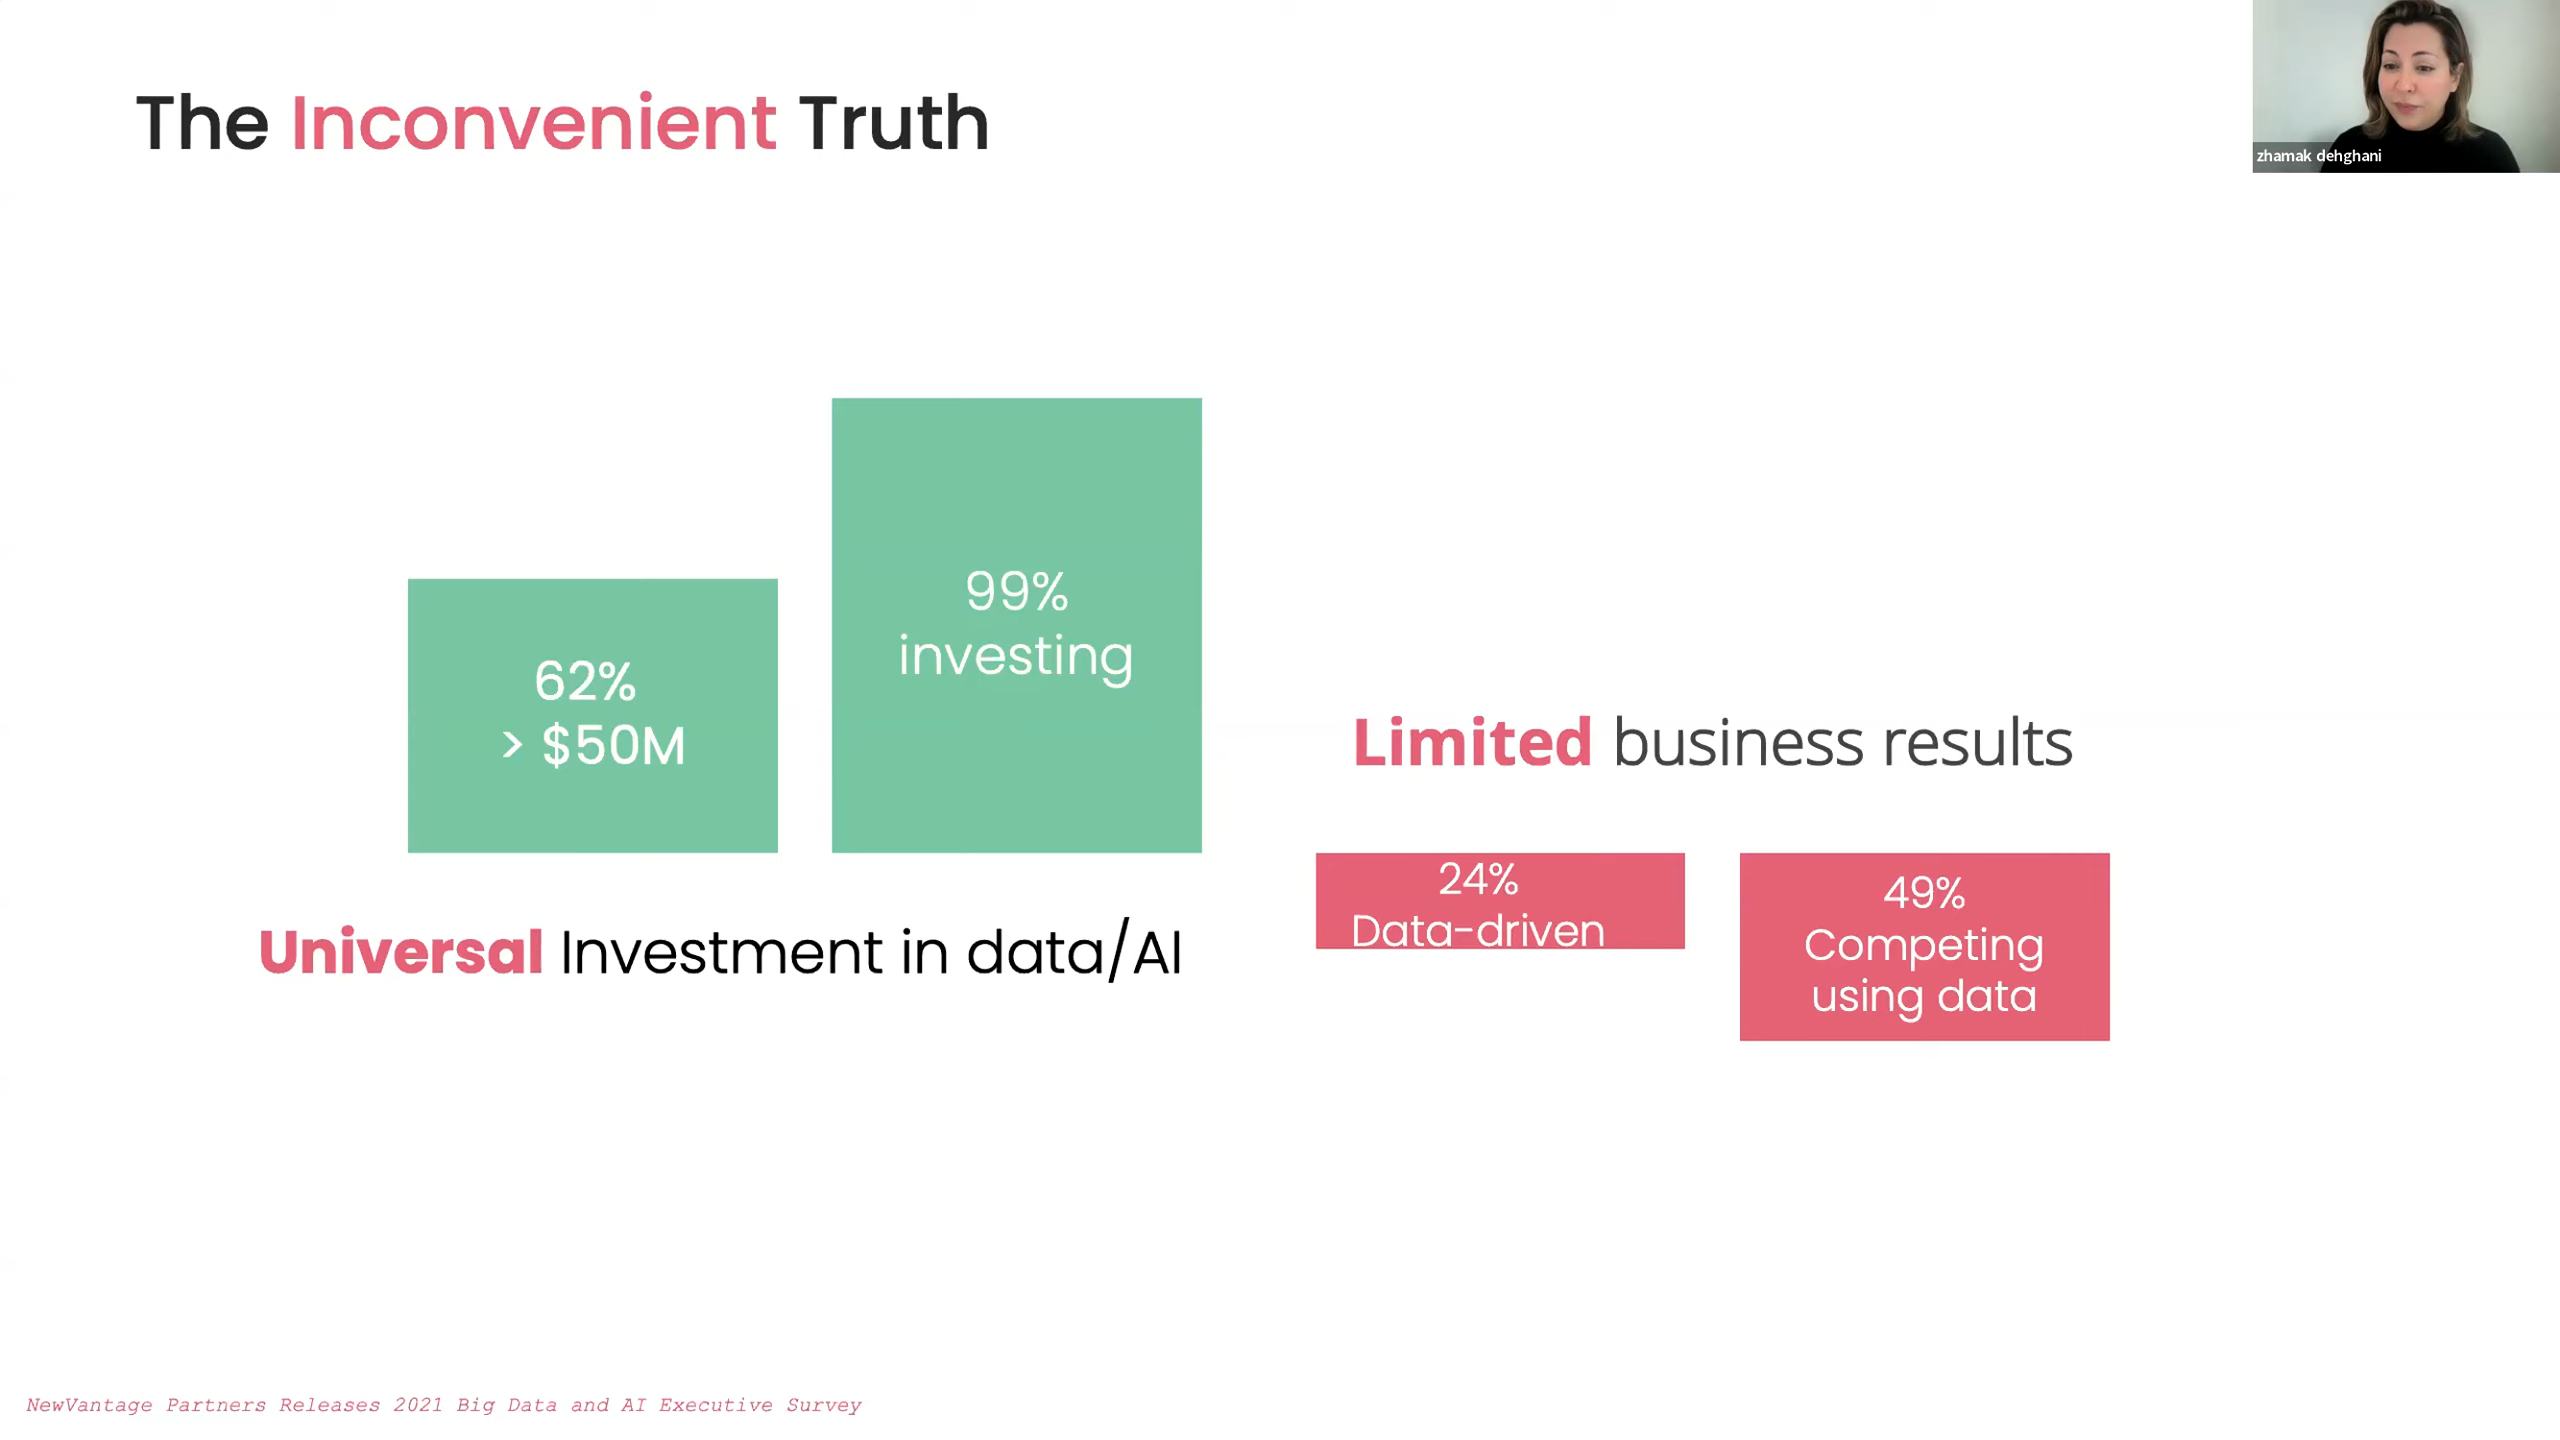 The Inconvenient Truth
zhamak dehghani
62%
> $50M
99%
investing
Universal Investment in data/AI
Limited business results
24%
Data-driven
49%
Competing
using data
NewVantage Partners Releases 2021 Big Data and AI Executive Survey